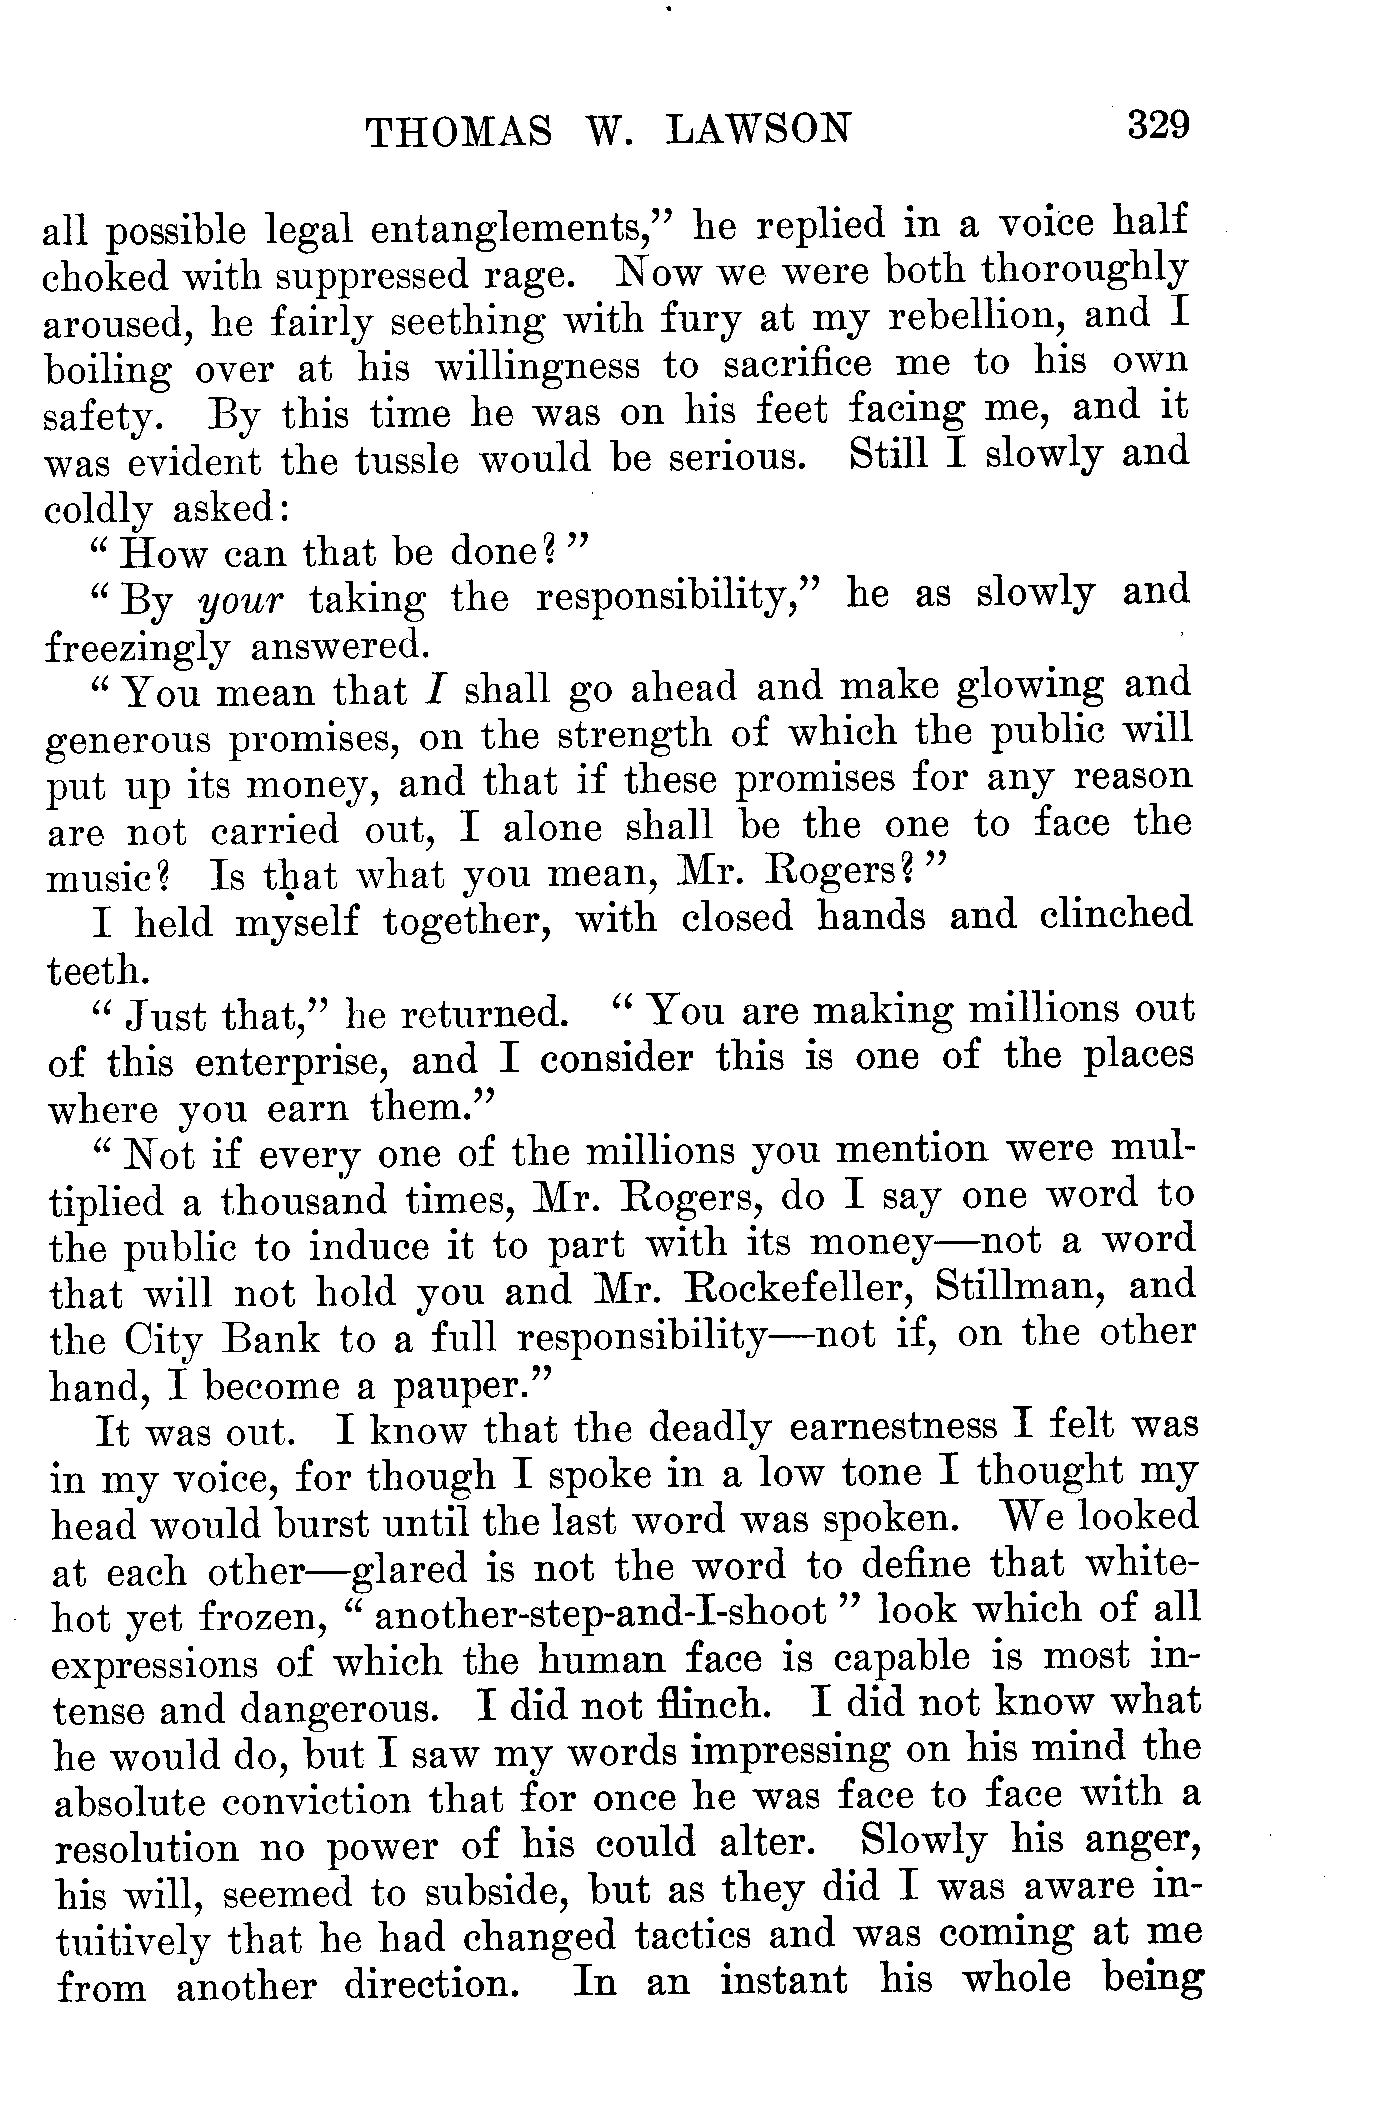 THOMAS W. LAWSON 329
all possible legal entanglements,” he replied in a voice half
choked with suppressed rage. Now we were both thoroughly
aroused, he fairly seething with fury at my rebellion, and I
boiling over at his willingness to sacrifice me to his own
safety. By this time he was on his feet facing me, and it
was evident the tussle would be serious. Still I slowly and
coldly asked:
“ How can that be done? ”
“ By your taking the responsibility,” he as slowly and
freezingly answered.
“ You mean that I shall go ahead and make glowing and
generous promises, on the strength of which the public will
put up its money, and that if these promises for any reason
are not carried out, I alone shall be the one to face the
music? Is that what you mean, Mr. Rogers? ”
I held myself together, with closed hands and clinched
teeth.
“ Just that,” he returned. “ You are making millions out
of this enterprise, and I consider this is one of the places
where you earn them.”
“ Not if every one of the millions you mention were mul-
tiplied a thousand times, Mr. Rogers, do I say one word to
the public to induce it to part with its money—not a word
that will not hold you and Mr. Rockefeller, Stillman, and
the City Bank to a full responsibility—not if, on the other
hand, I become a pauper.”
It was out. I know that the deadly earnestness I felt was
in my voice, for though I spoke in a low tone I thought my
head would burst until the last word was spoken. We looked
at each other—glared is not the word to define that white-
hot yet frozen, “ another-step-and-I-shoot ” look which of all
expressions of which the human face is capable is most in-
tense and dangerous. I did not flinch. I did not know what
he would do, but I saw my words impressing on his mind the
absolute conviction that for once he was face to face with a
resolution no power of his could alter. Slowly his anger,
his will, seemed to subside, but as they did I was aware in-
tuitively that he had changed tactics and was coming at me
from another direction. In an instant his whole being